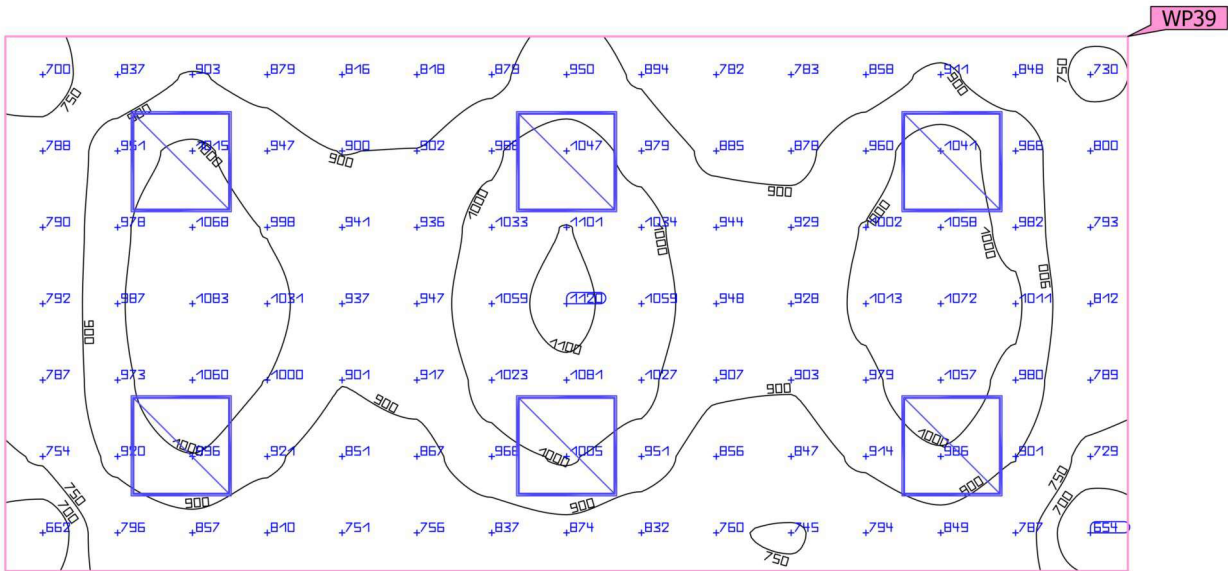 WP39
+700 +837 +903 +879 +816 +818 +879 +950 +894 +782 +783 +858 +911 +848 +730
750 900 900 750
+788 +951 +1015 +947 +900 +902 +968 +1047 +979 +885 +878 +960 +1041 +966 +800
1000 900 900
1000 1000
+790 +978 +1068 +998 +941 +936 +1033 +1101 +1034 +944 +929 +1002 +1058 +982 +793
1000 1000 900
+792 +987 +1083 +1031 +937 +947 +1059 +1120 +1059 +948 +928 +1013 +1072 +1011 +812
900 1100
+787 +973 +1060 +1000 +901 +917 +1023 +1081 +1027 +907 +903 +979 +1057 +980 +789
900 900
1000 1000 1000
+754 +920 +996 +921 +851 +867 +966 +1005 +951 +856 +847 +914 +986 +901 +729
750 900 900 900 750
700 700
+662 +796 +857 +810 +751 +756 +837 +874 +832 +760 +745 +794 +849 +787 +654
750